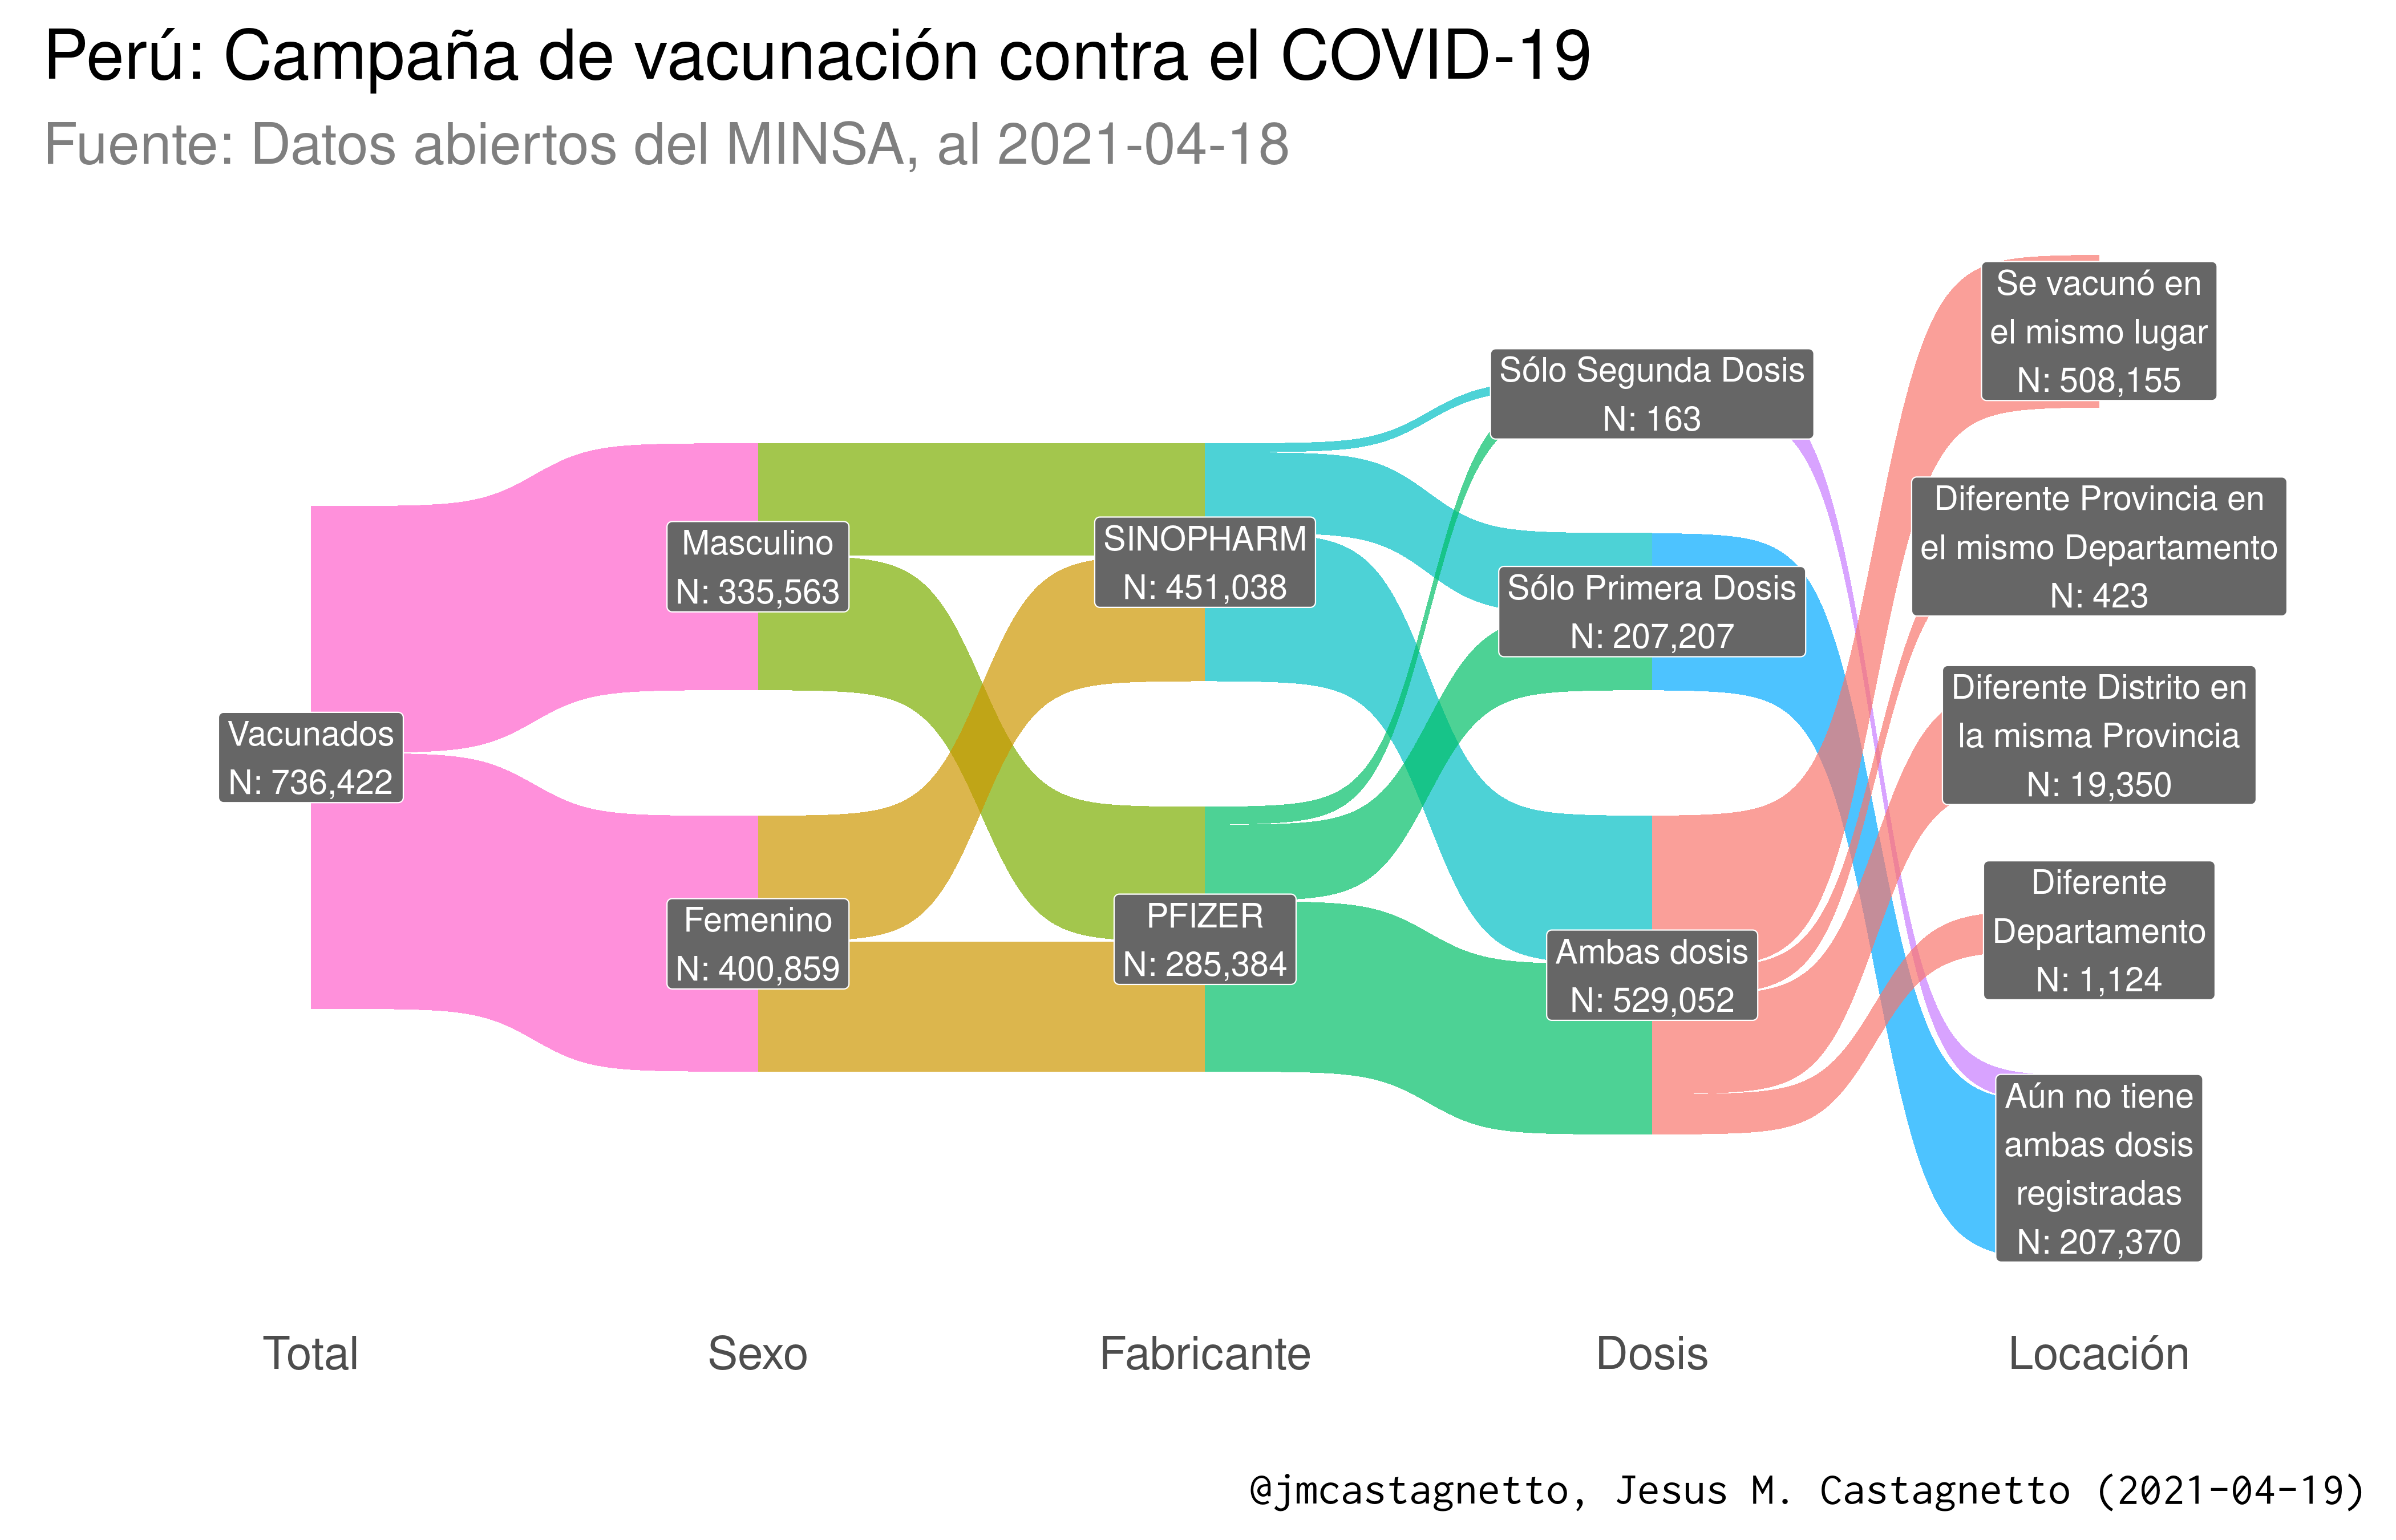 Perú: Campaña de vacunación contra el COVID-19
Fuente: Datos abiertos del MINSA, al 2021-04-18
Vacunados
N: 736,422
Masculino
N: 335,563
Femenino
N: 400,859
SINOPHARM
N: 451,038
PFIZER
N: 285,384
Sólo Segunda Dosis
N: 163
Sólo Primera Dosis
N: 207,207
Ambas dosis
N: 529,052
Se vacunó en
el mismo lugar
N: 508,155
Diferente Provincia en
el mismo Departamento
N: 423
Diferente Distrito en
la misma Provincia
N: 19,350
Diferente
Departamento
N: 1,124
Aún no tiene
ambas dosis
registradas
N: 207,370
Total
Sexo
Fabricante
Dosis
Locación
@jmcastagnetto, Jesus M. Castagnetto (2021-04-19)